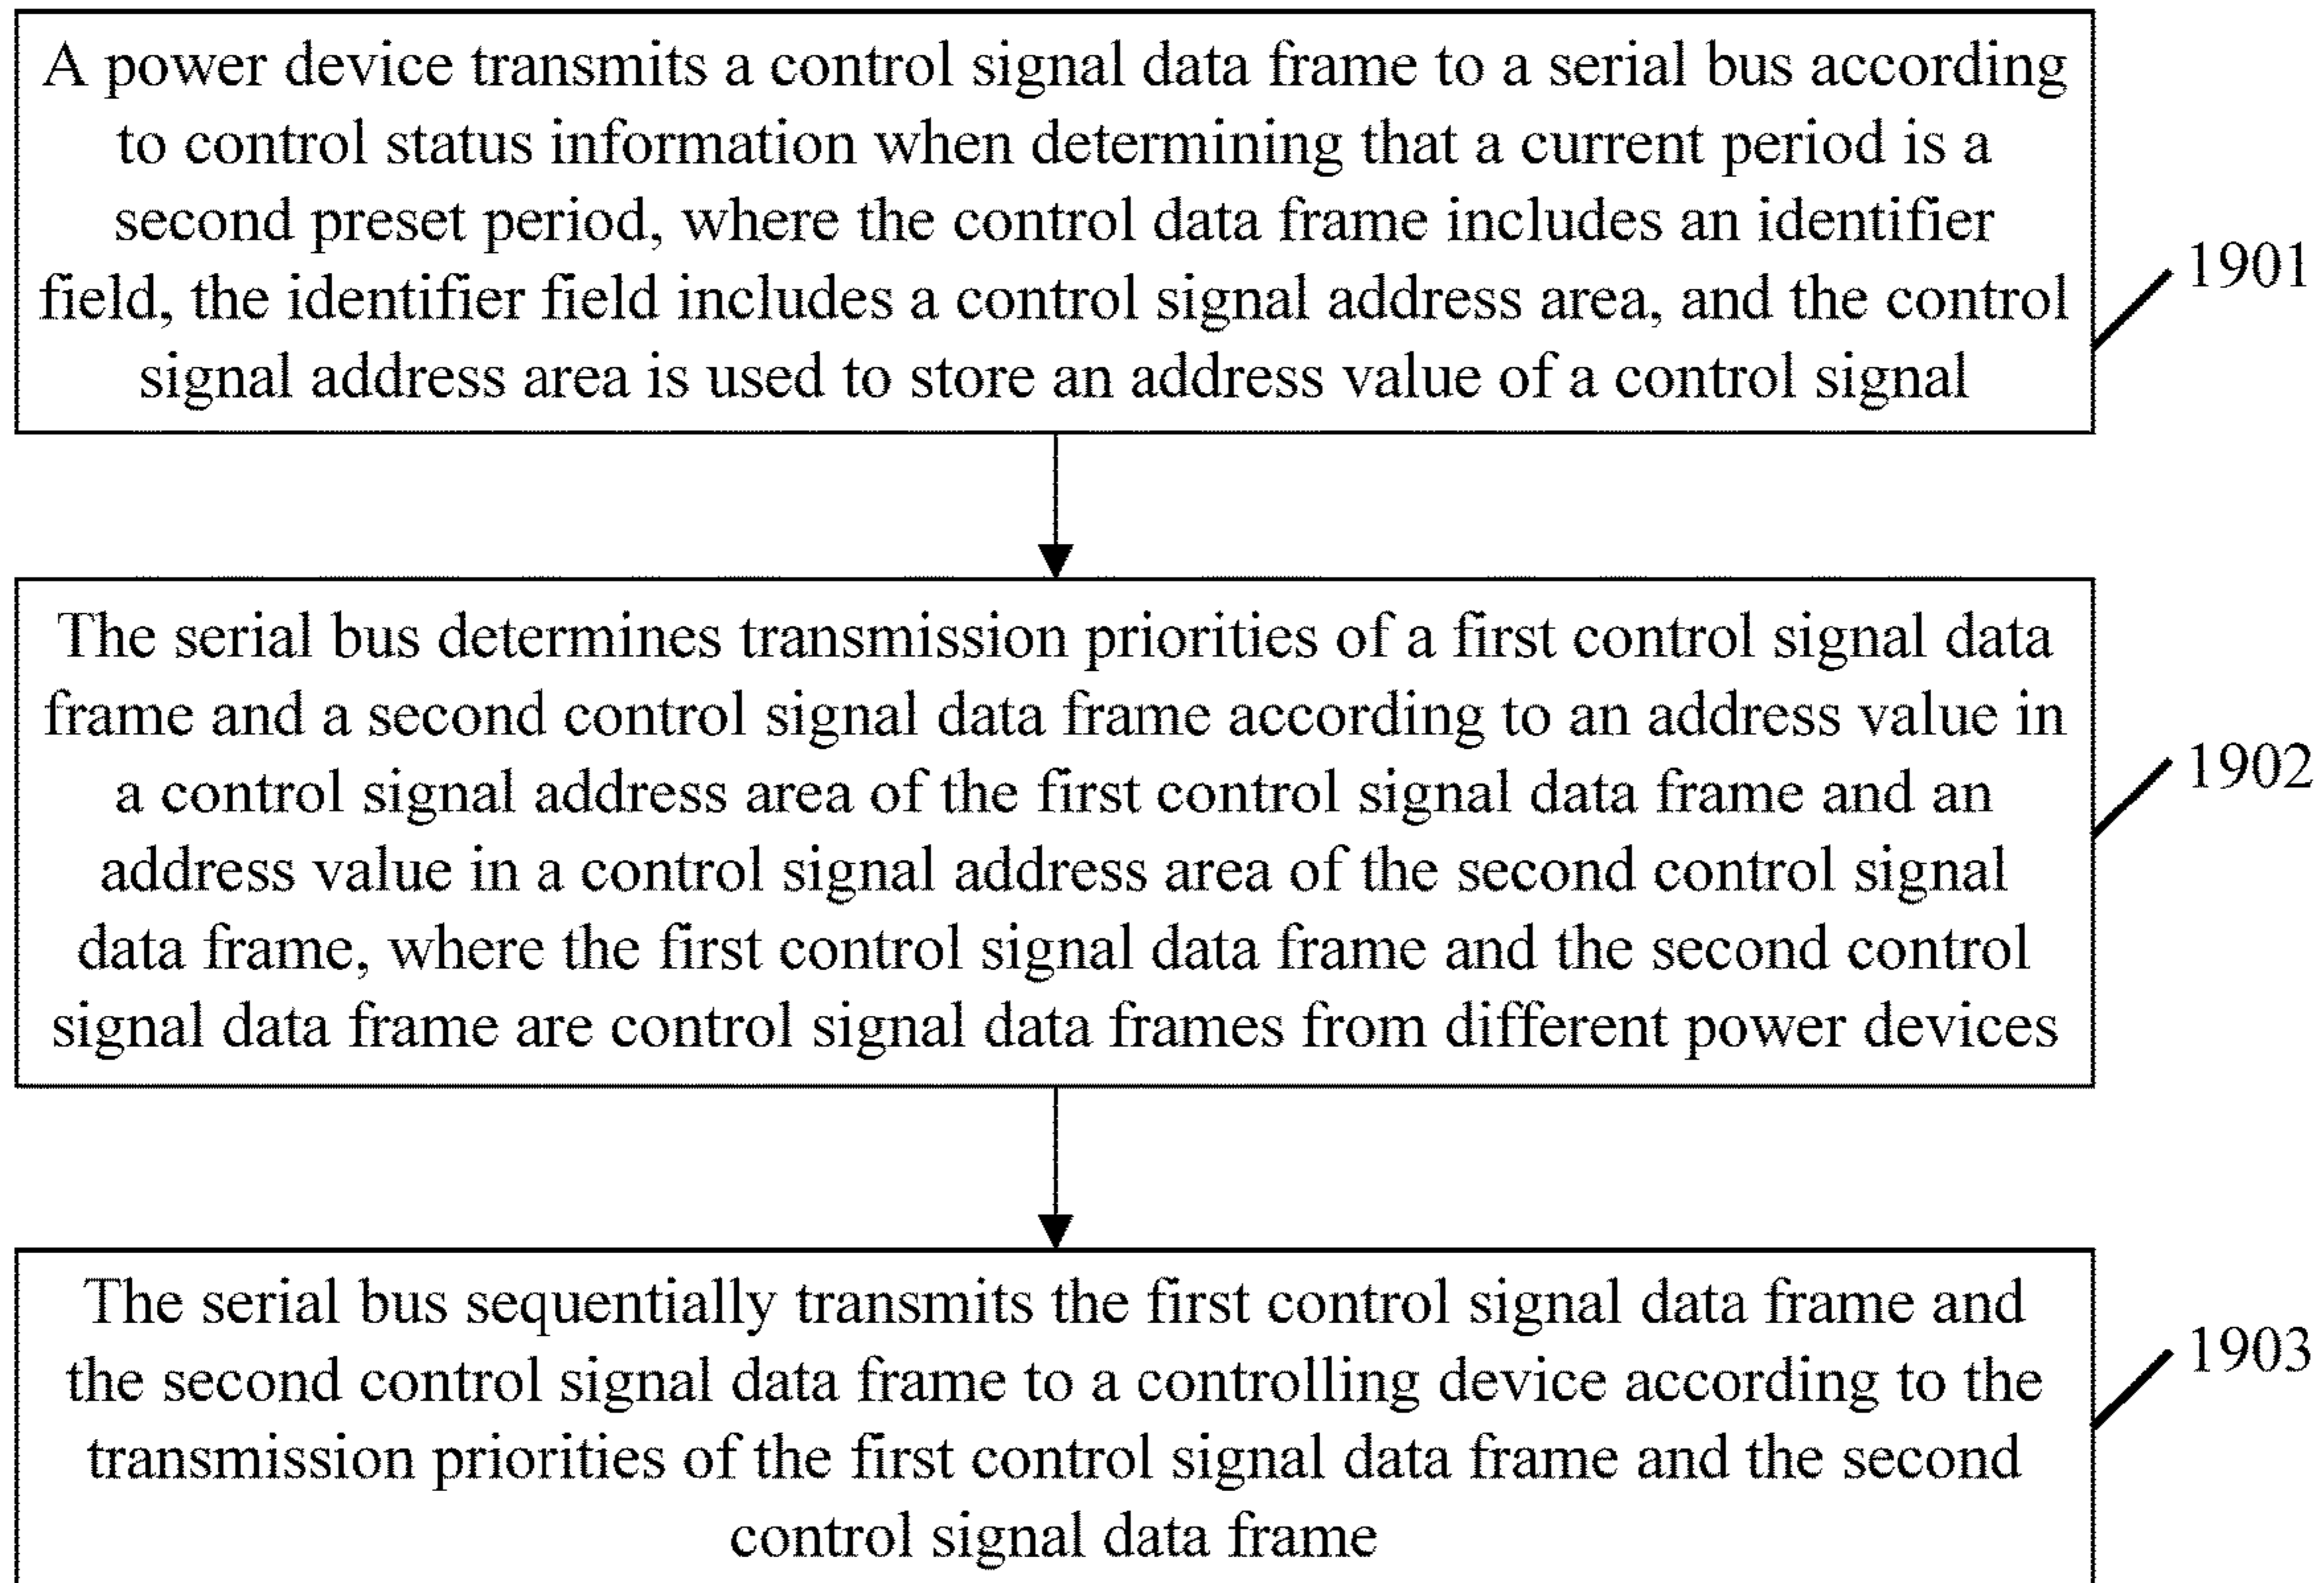 A power device transmits a control signal data frame to a serial bus according
to control status information when determining that a current period is a
second preset period, where the control data frame includes an identifier
field, the identifier field includes a control signal address area, and the control
signal address area is used to store an address value of a control signal
1901
The serial bus determines transmission priorities of a first control signal data
frame and a second control signal data frame according to an address value in
a control signal address area of the first control signal data frame and an
address value in a control signal address area of the second control signal
data frame, where the first control signal data frame and the second control
signal data frame are control signal data frames from different power devices
1902
The serial bus sequentially transmits the first control signal data frame and
the second control signal data frame to a controlling device according to the
transmission priorities of the first control signal data frame and the second
control signal data frame
1903